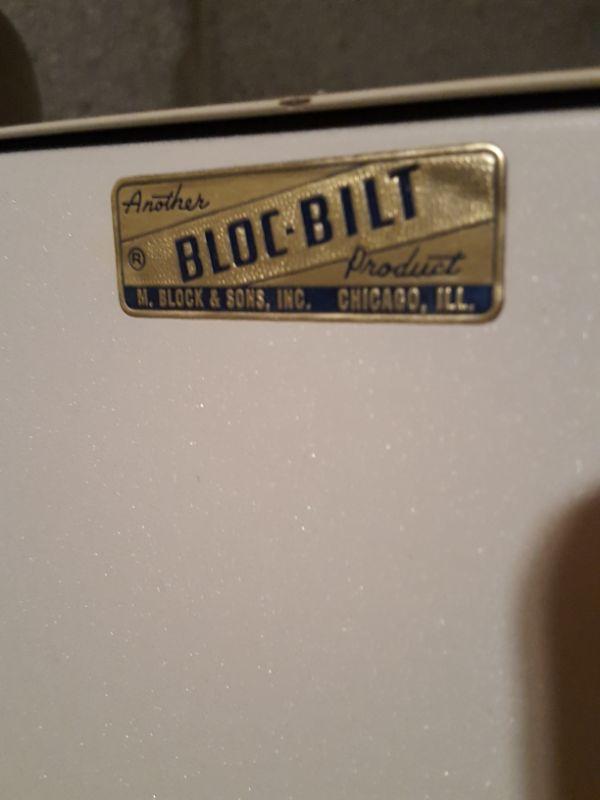 Another
BLOC·BILT
® Product
M. BLOCK & SONS, INC. CHICAGO, ILL.